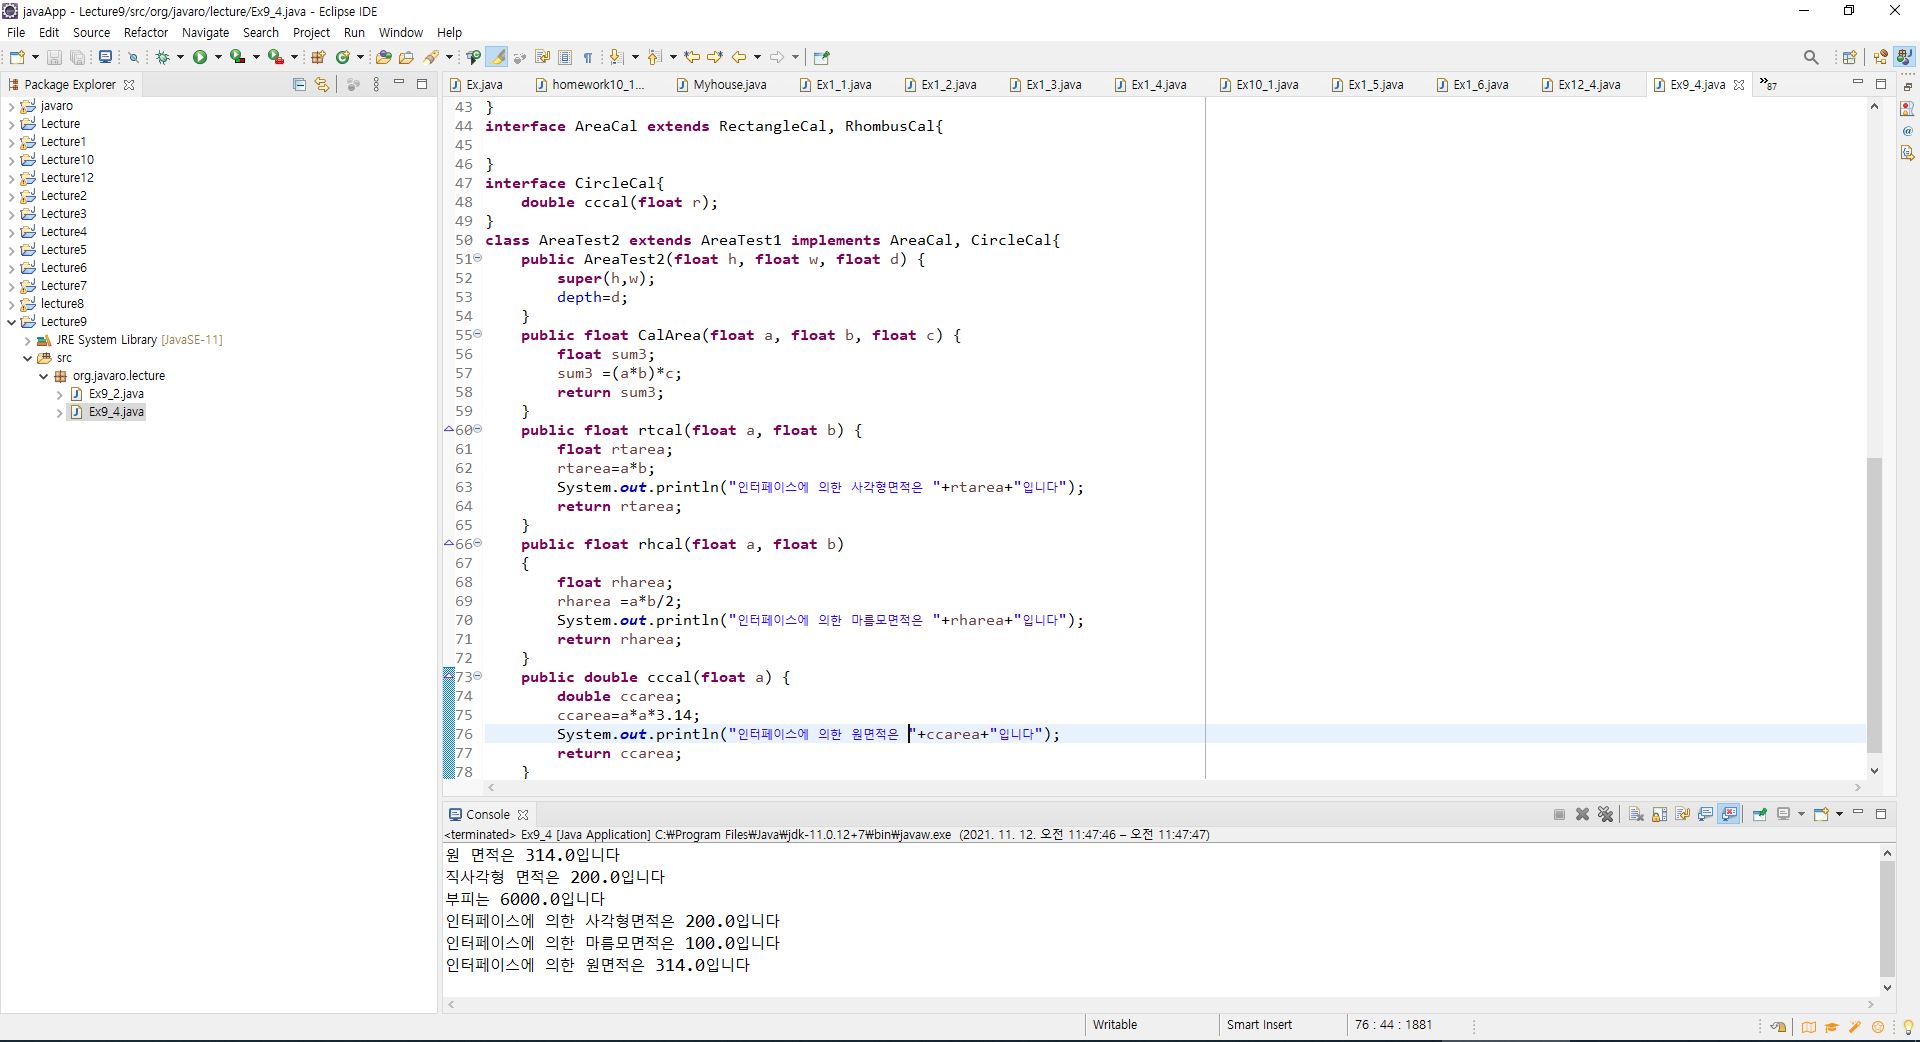 javaApp - Lecture9/src/org/javaro/lecture/Ex9_4.java - Eclipse IDE
File Edit Source Refactor Navigate Search Project Run Window Help
Package Explorer
javaro
Lecture
Lecture1
Lecture10
Lecture12
Lecture2
Lecture3
Lecture4
Lecture5
Lecture6
Lecture7
lecture8
Lecture9
JRE System Library [JavaSE-11]
src
org.javaro.lecture
Ex9_2.java
Ex9_4.java
Ex.java homework10_1... Myhouse.java Ex1_1.java Ex1_2.java Ex1_3.java Ex1_4.java Ex10_1.java Ex1_5.java Ex1_6.java Ex12_4.java Ex9_4.java »87
43 }
44 interface AreaCal extends RectangleCal, RhombusCal{
45
46 }
47 interface CircleCal{
48 double cccal(float r);
49 }
50 class AreaTest2 extends AreaTest1 implements AreaCal, CircleCal{
51 public AreaTest2(float h, float w, float d) {
52 super(h,w);
53 depth=d;
54 }
55 public float CalArea(float a, float b, float c) {
56 float sum3;
57 sum3 =(a*b)*c;
58 return sum3;
59 }
60 public float rtcal(float a, float b) {
61 float rtarea;
62 rtarea=a*b;
63 System.out.println("인터페이스에 의한 사각형면적은 "+rtarea+"입니다");
64 return rtarea;
65 }
66 public float rhcal(float a, float b)
67 {
68 float rharea;
69 rharea =a*b/2;
70 System.out.println("인터페이스에 의한 마름모면적은 "+rharea+"입니다");
71 return rharea;
72 }
73 public double cccal(float a) {
74 double ccarea;
75 ccarea=a*a*3.14;
76 System.out.println("인터페이스에 의한 원면적은 "+ccarea+"입니다");
77 return ccarea;
78 }
Console
<terminated> Ex9_4 [Java Application] C:₩Program Files₩Java₩jdk-11.0.12+7₩bin₩javaw.exe (2021. 11. 12. 오전 11:47:46 – 오전 11:47:47)
원 면적은 314.0입니다
직사각형 면적은 200.0입니다
부피는 6000.0입니다
인터페이스에 의한 사각형면적은 200.0입니다
인터페이스에 의한 마름모면적은 100.0입니다
인터페이스에 의한 원면적은 314.0입니다
Writable Smart Insert 76 : 44 : 1881